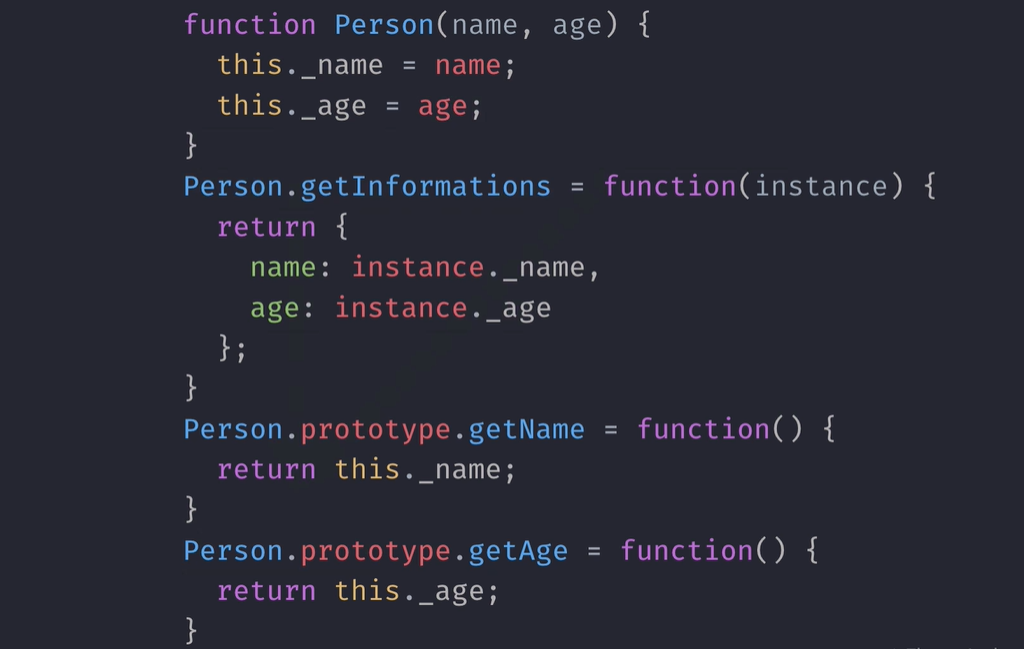 function Person(name, age) {
  this._name = name;
  this._age = age;
}
Person.getInformations = function(instance) {
  return {
    name: instance._name,
    age: instance._age
  };
}
Person.prototype.getName = function() {
  return this._name;
}
Person.prototype.getAge = function() {
  return this._age;
}